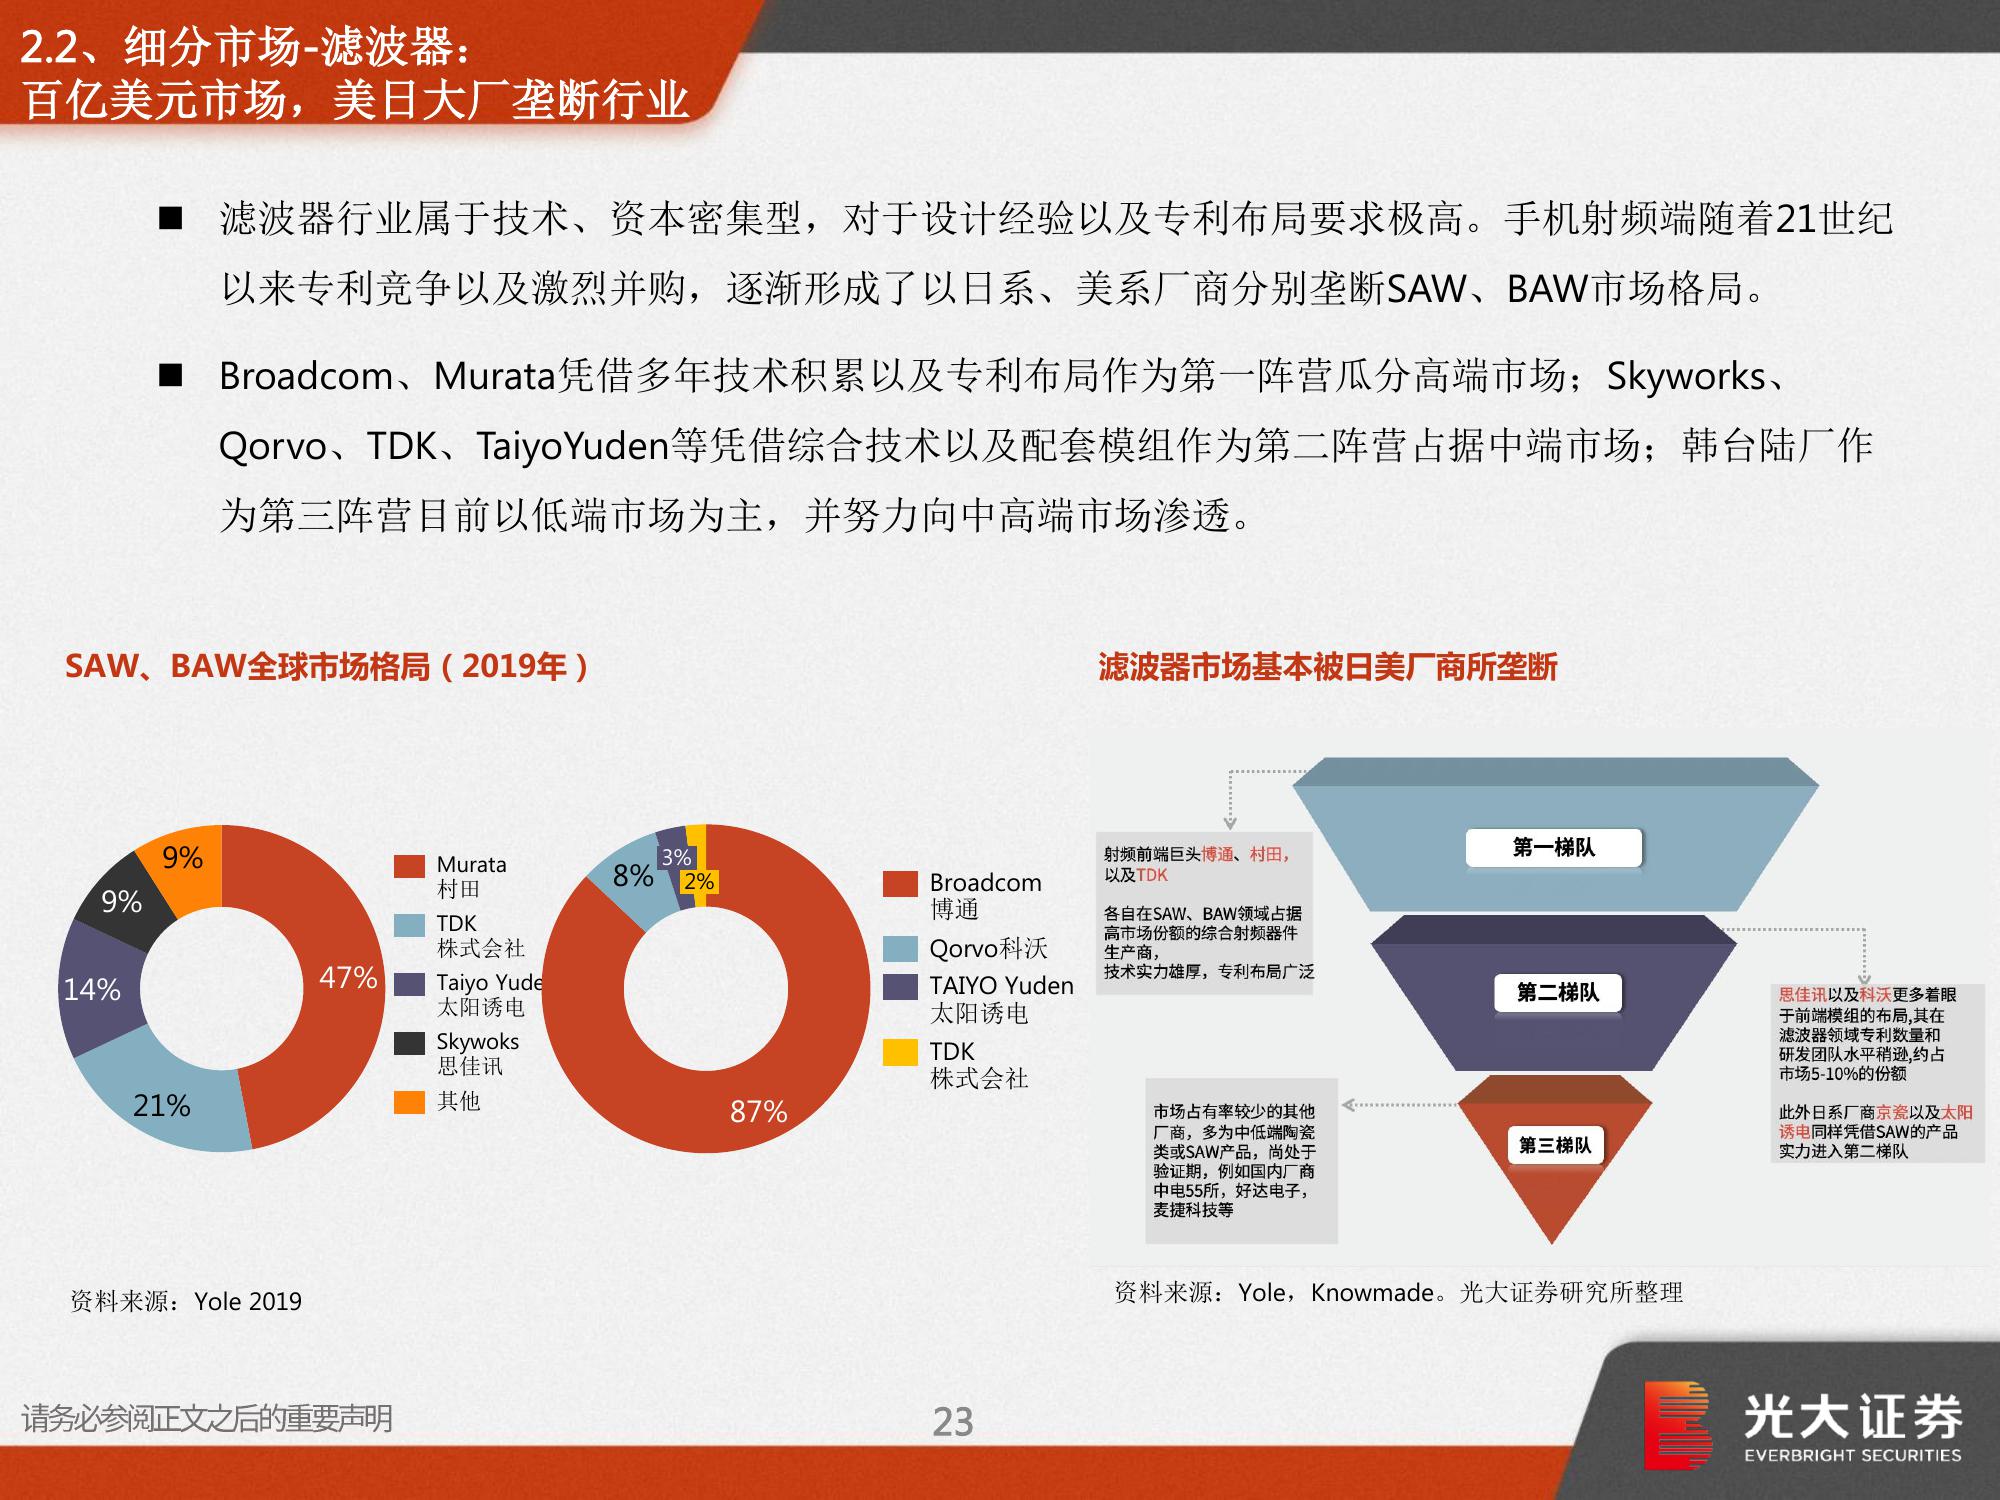 2.2、细分市场-滤波器：
百亿美元市场，美日大厂垄断行业
滤波器行业属于技术、资本密集型，对于设计经验以及专利布局要求极高。手机射频端随着21世纪
以来专利竞争以及激烈并购，逐渐形成了以日系、美系厂商分别垄断SAW、BAW市场格局。
Broadcom、Murata凭借多年技术积累以及专利布局作为第一阵营瓜分高端市场；Skyworks、
Qorvo、TDK、TaiyoYuden等凭借综合技术以及配套模组作为第二阵营占据中端市场；韩台陆厂作
为第三阵营目前以低端市场为主，并努力向中高端市场渗透。
SAW、BAW全球市场格局（2019年）
47%
21%
14%
9%
9%
Murata
村田
TDK
株式会社
Taiyo Yude
太阳诱电
Skywoks
思佳讯
其他
87%
8%
3%
2%
Broadcom
博通
Qorvo科沃
TAIYO Yuden
太阳诱电
TDK
株式会社
资料来源：Yole 2019
滤波器市场基本被日美厂商所垄断
第一梯队
射频前端巨头博通、村田，
以及TDK
各自在SAW、BAW领域占据
高市场份额的综合射频器件
生产商，
技术实力雄厚，专利布局广泛
第二梯队
思佳讯以及科沃更多着眼
于前端模组的布局,其在
滤波器领域专利数量和
研发团队水平稍逊,约占
市场5-10%的份额
此外日系厂商京瓷以及太阳
诱电同样凭借SAW的产品
实力进入第二梯队
第三梯队
市场占有率较少的其他
厂商，多为中低端陶瓷
类或SAW产品，尚处于
验证期，例如国内厂商
中电55所，好达电子，
麦捷科技等
资料来源：Yole，Knowmade。光大证券研究所整理
请务必参阅正文之后的重要声明
23
光大证券
EVERBRIGHT SECURITIES